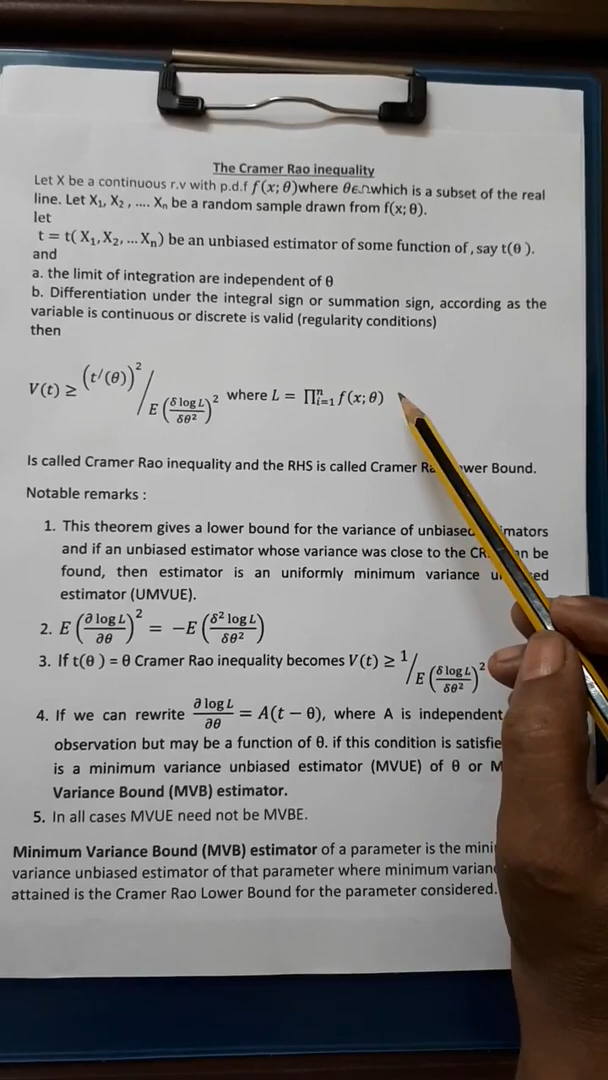 The Cramer Rao inequality
Let X be a continuous r.v with p.d.f f(x; θ)where θϵ which is a subset of the real
line. Let X₁, X₂ , .... Xₙ be a random sample drawn from f(x; θ).
let
t = t( X₁, X₂, ... Xₙ) be an unbiased estimator of some function of , say t(θ ).
and
a. the limit of integration are independent of θ
b. Differentiation under the integral sign or summation sign, according as the
variable is continuous or discrete is valid (regularity conditions)
then
V(t) ≥ (t′(θ))² / E(δ log L / δθ²)² where L = ∏ⁿᵢ₌₁ f(x; θ)
Is called Cramer Rao inequality and the RHS is called Cramer Lower Bound.
Notable remarks :
1. This theorem gives a lower bound for the variance of unbiased
and if an unbiased estimator whose variance was close to the be
found, then estimator is an uniformly minimum variance
estimator (UMVUE).
2. E(∂ log L / ∂θ)² = −E(δ² log L / δθ²)
3. If t(θ ) = θ Cramer Rao inequality becomes V(t) ≥ 1 / E(δ log L / δθ²)²
4. If we can rewrite ∂ log L / ∂θ = A(t − θ), where A is independent
observation but may be a function of θ. if this condition is
is a minimum variance unbiased estimator (MVUE) of θ or
Variance Bound (MVB) estimator.
5. In all cases MVUE need not be MVBE.
Minimum Variance Bound (MVB) estimator of a parameter is the
variance unbiased estimator of that parameter where minimum
attained is the Cramer Rao Lower Bound for the parameter considered.